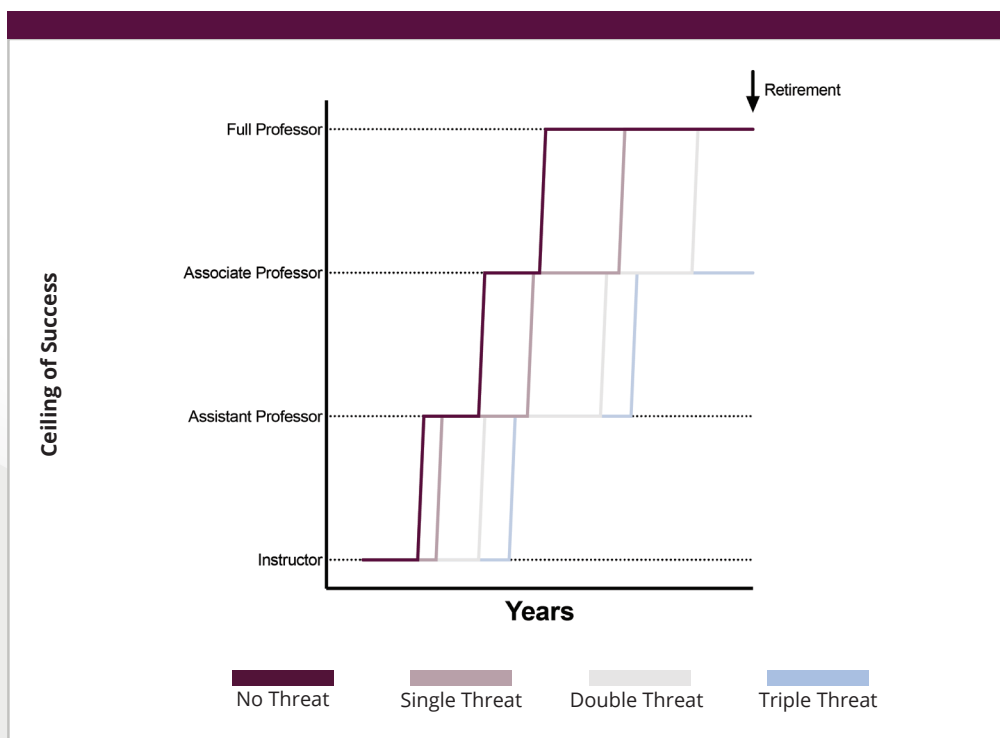 Retirement
Full Professor
Associate Professor
Ceiling of Success
Assistant Professor
Instructor
Years
No Threat
Single Threat
Double Threat
Triple Threat